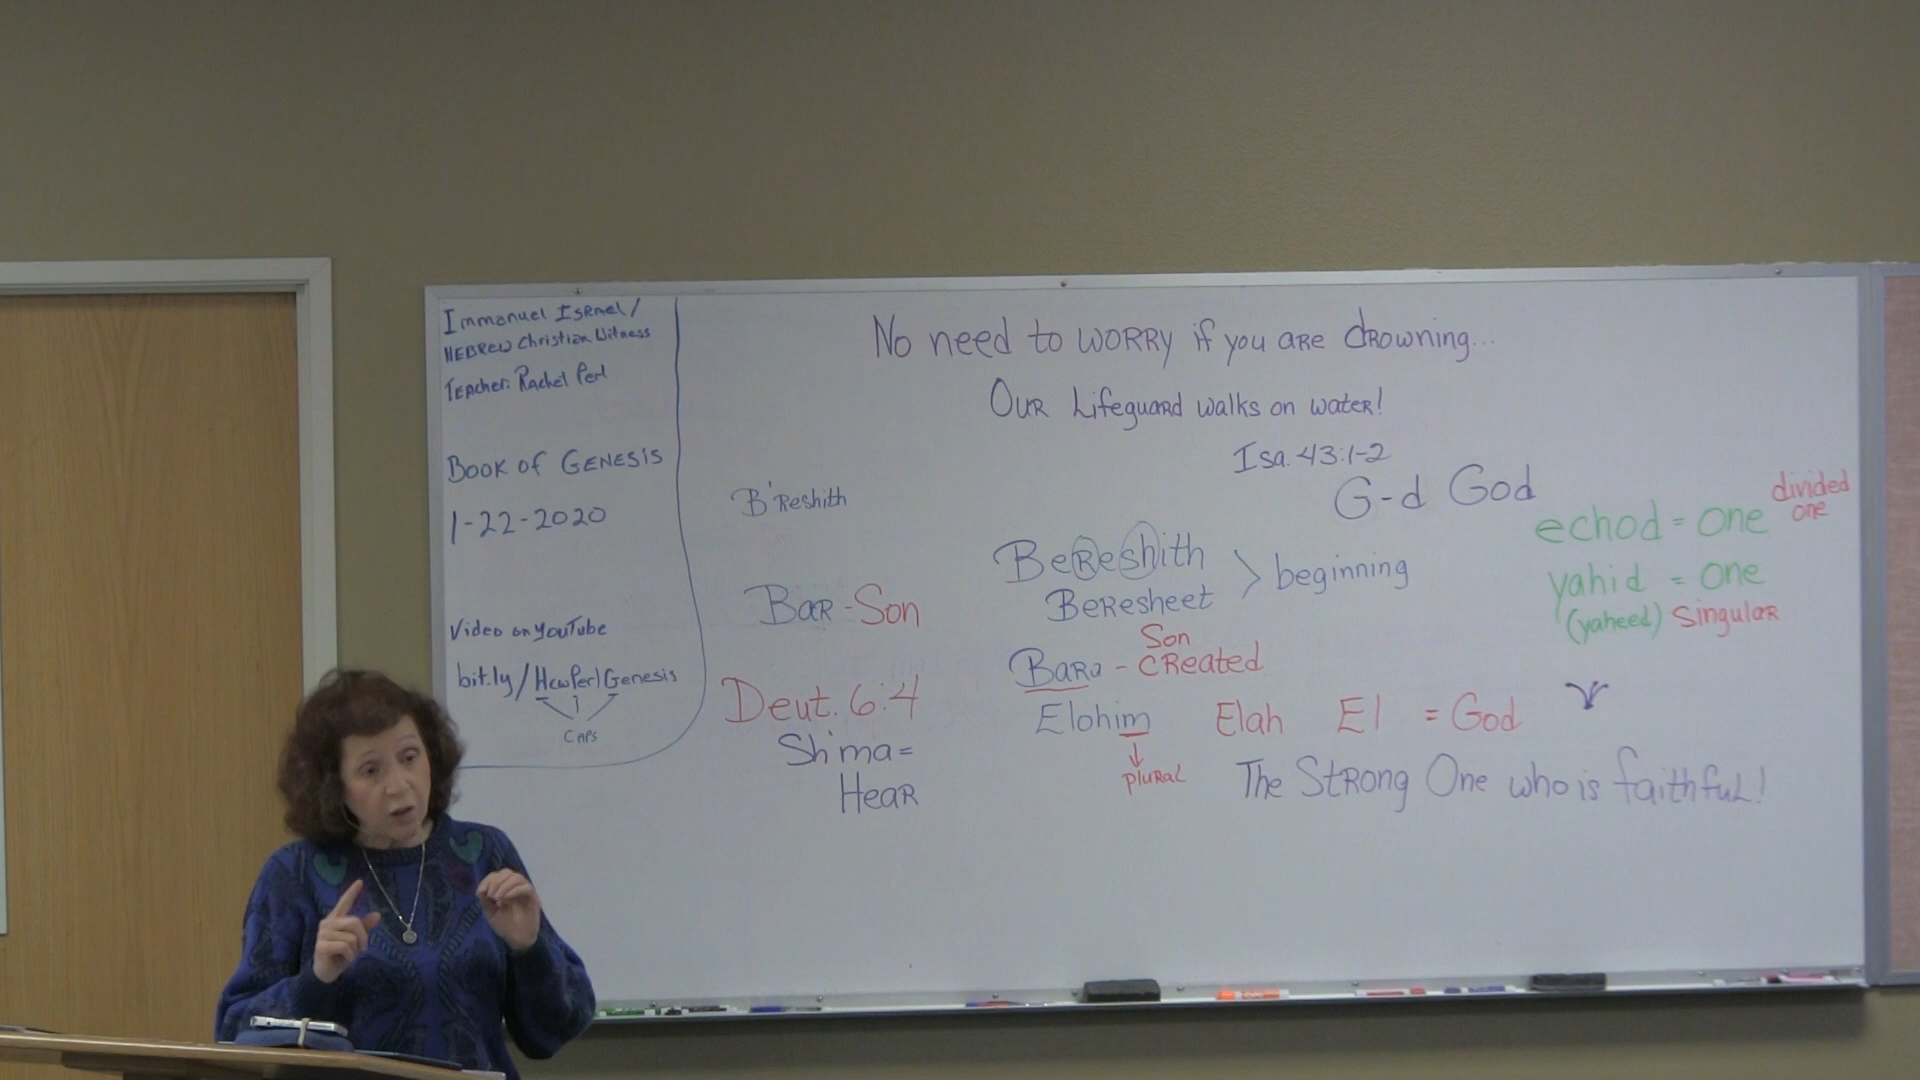 Immanuel Israel/
HEBREW Christian Witness
Teacher: Rachel Perl
Book of GENESIS
1-22-2020
Video on YouTube
bit.ly/HcwPerlGenesis
CAPS
No need to WORRY if you are drowning...
OUR Lifeguard walks on water!
Isa. 43:1-2
G-d God
B'Reshith
BeReshith
Beresheet
> beginning
echod = one divided one
yahid = one
(yaheed) Singular
Bar - Son
Son
Bara - created
Deut. 6:4
Sh'ma =
Hear
Elohim Elah El = God
plural
The Strong One who is faithful!